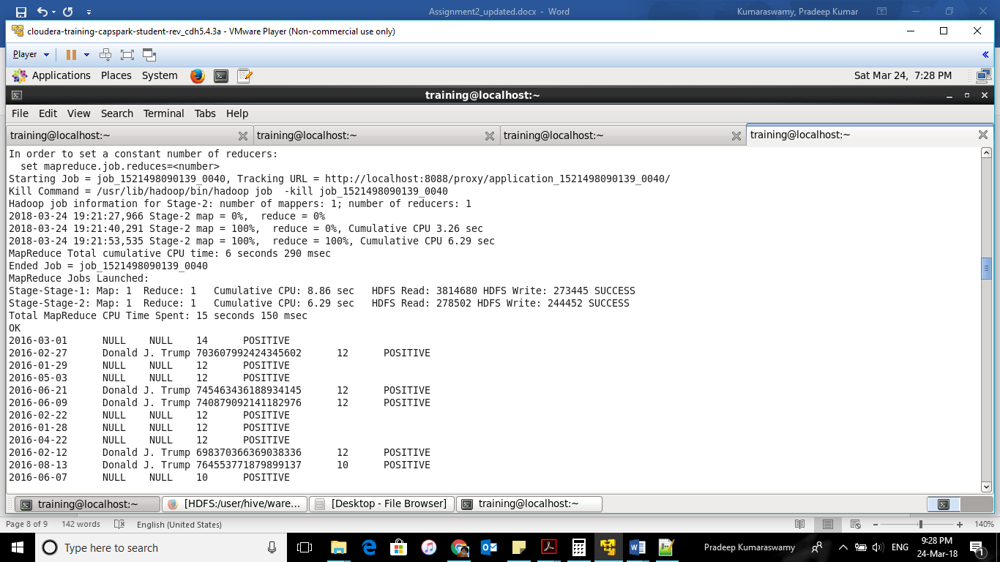 Assignment2_updated.docx - Word
Kumaraswamy, Pradeep Kumar
cloudera-training-capspark-student-rev_cdh5.4.3a - VMware Player (Non-commercial use only)
Player
Applications Places System
Sat Mar 24, 7:28 PM
training@localhost:~
File Edit View Search Terminal Tabs Help
training@localhost:~ training@localhost:~ training@localhost:~ training@localhost:~
In order to set a constant number of reducers:
  set mapreduce.job.reduces=<number>
Starting Job = job_1521498090139_0040, Tracking URL = http://localhost:8088/proxy/application_1521498090139_0040/
Kill Command = /usr/lib/hadoop/bin/hadoop job  -kill job_1521498090139_0040
Hadoop job information for Stage-2: number of mappers: 1; number of reducers: 1
2018-03-24 19:21:27,966 Stage-2 map = 0%,  reduce = 0%
2018-03-24 19:21:40,291 Stage-2 map = 100%,  reduce = 0%, Cumulative CPU 3.26 sec
2018-03-24 19:21:53,535 Stage-2 map = 100%,  reduce = 100%, Cumulative CPU 6.29 sec
MapReduce Total cumulative CPU time: 6 seconds 290 msec
Ended Job = job_1521498090139_0040
MapReduce Jobs Launched:
Stage-Stage-1: Map: 1  Reduce: 1   Cumulative CPU: 8.86 sec   HDFS Read: 3814680 HDFS Write: 273445 SUCCESS
Stage-Stage-2: Map: 1  Reduce: 1   Cumulative CPU: 6.29 sec   HDFS Read: 278502 HDFS Write: 244452 SUCCESS
Total MapReduce CPU Time Spent: 15 seconds 150 msec
OK
2016-03-01      NULL    NULL    14      POSITIVE
2016-02-27      Donald J. Trump 703607992424345602      12      POSITIVE
2016-01-29      NULL    NULL    12      POSITIVE
2016-05-03      NULL    NULL    12      POSITIVE
2016-06-21      Donald J. Trump 745463436188934145      12      POSITIVE
2016-06-09      Donald J. Trump 740879092141182976      12      POSITIVE
2016-02-22      NULL    NULL    12      POSITIVE
2016-01-28      NULL    NULL    12      POSITIVE
2016-04-22      NULL    NULL    12      POSITIVE
2016-02-12      Donald J. Trump 698370366369038336      12      POSITIVE
2016-08-13      Donald J. Trump 764553771879899137      10      POSITIVE
2016-06-07      NULL    NULL    10      POSITIVE
training@localhost:~ [HDFS:/user/hive/ware... [Desktop - File Browser] training@localhost:~
Page 8 of 9 142 words English (United States) 140%
Type here to search
Pradeep Kumaraswamy
ENG
9:28 PM
24-Mar-18
1